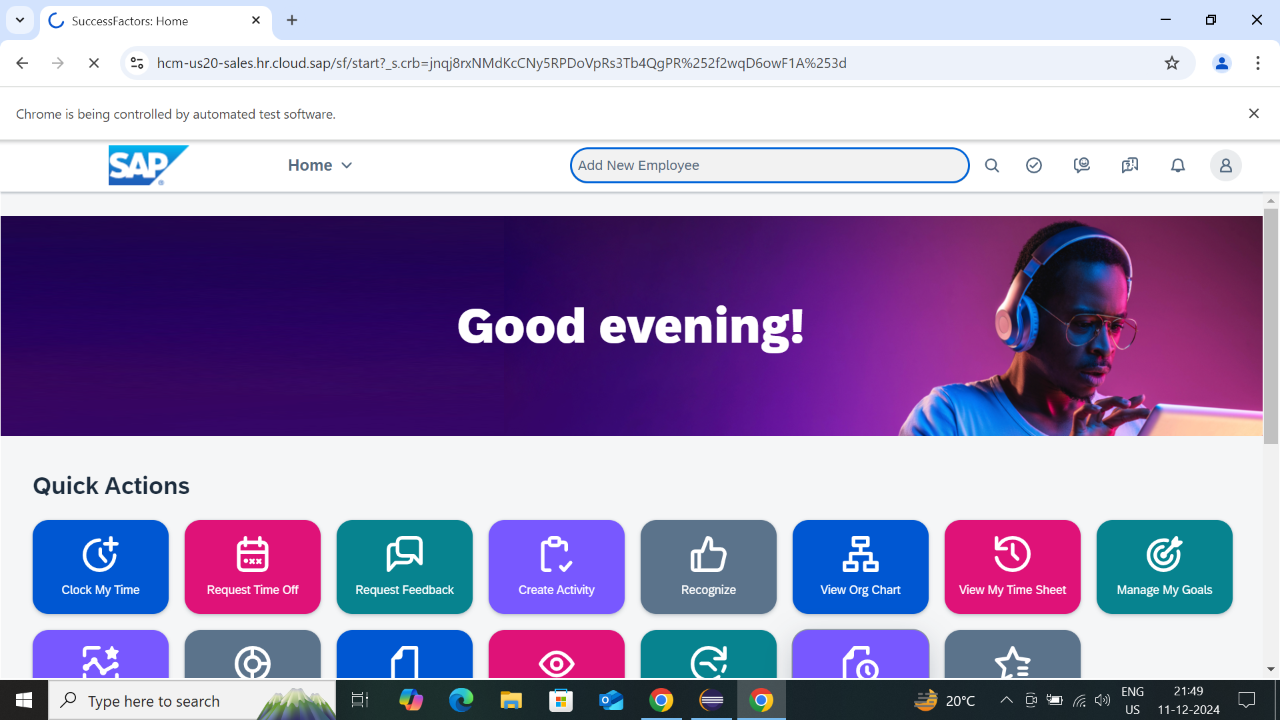 SuccessFactors: Home
hcm-us20-sales.hr.cloud.sap/sf/start?_s.crb=jnqj8rxNMdKcCNy5RPDoVpRs3Tb4QgPR%252f2wqD6owF1A%253d
Chrome is being controlled by automated test software.
SAP
Home
Add New Employee
Good evening!
Quick Actions
Clock My Time
Request Time Off
Request Feedback
Create Activity
Recognize
View Org Chart
View My Time Sheet
Manage My Goals
Type here to search
20°C
ENG
US
21:49
11-12-2024